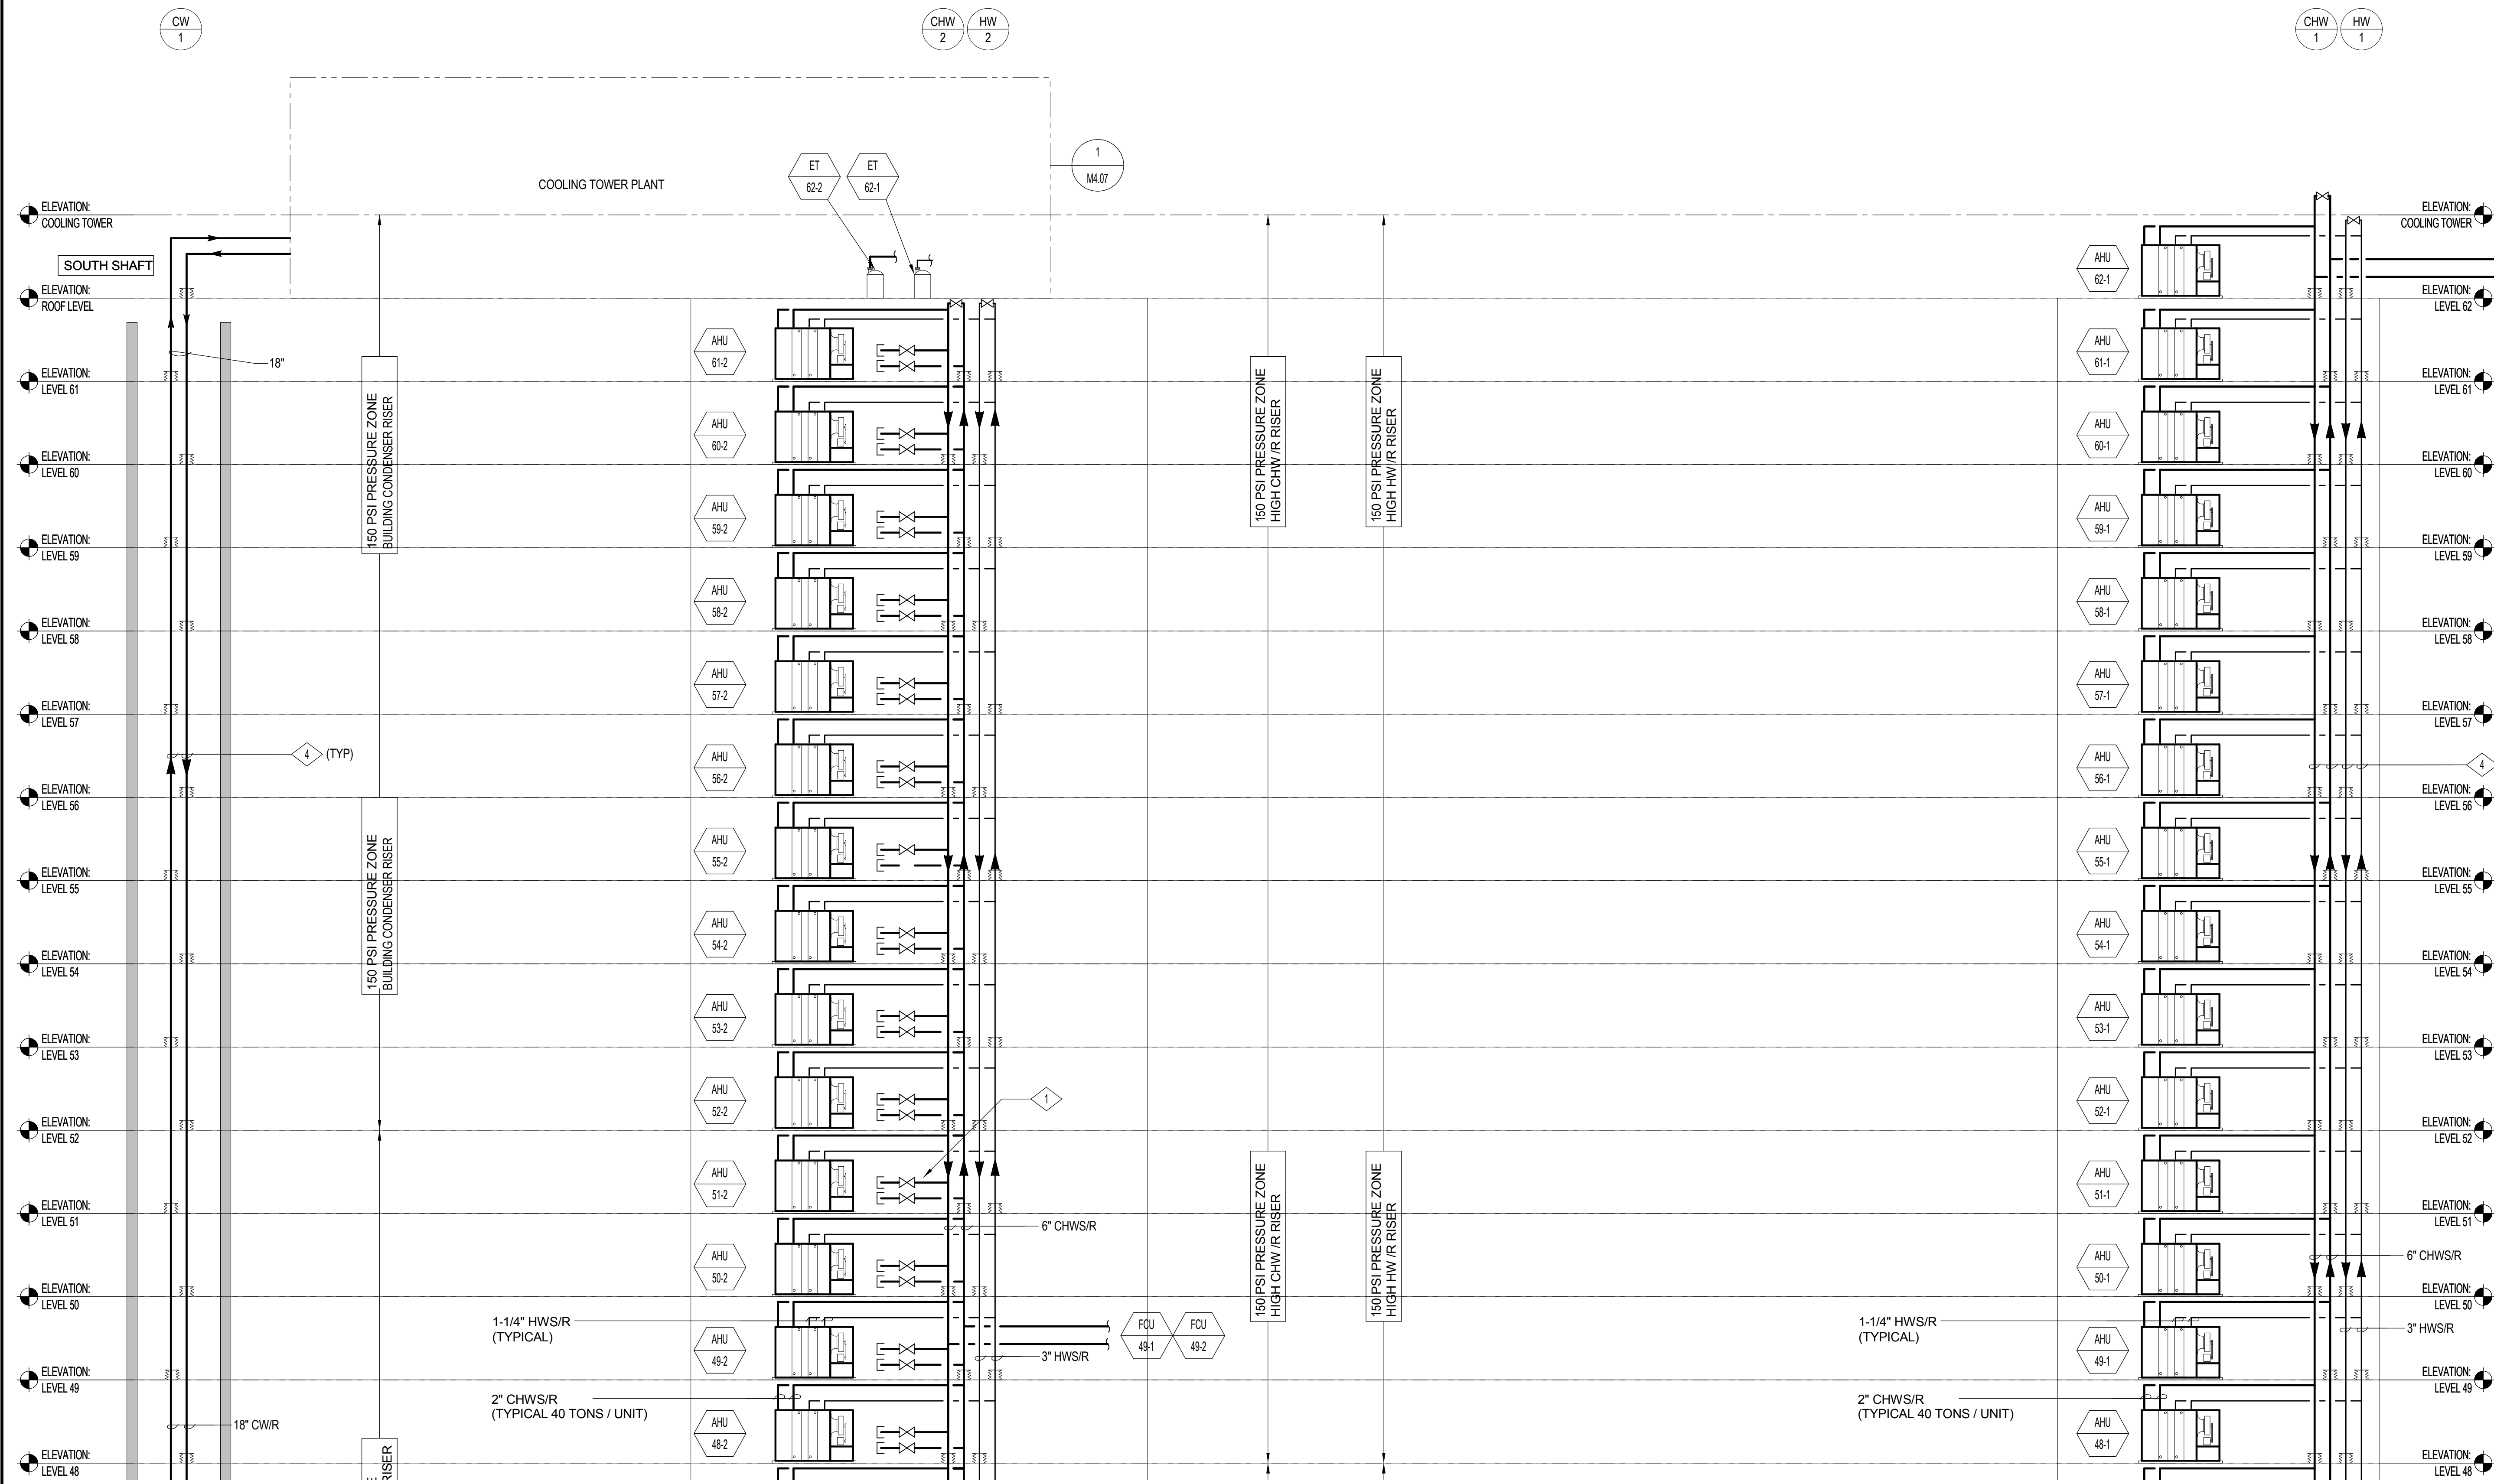 CW
1
CHW
2
HW
2
CHW
1
HW
1
1
M4.07
COOLING TOWER PLANT
ET
62-2
ET
62-1
ELEVATION:
COOLING TOWER
ELEVATION:
COOLING TOWER
SOUTH SHAFT
AHU
62-1
ELEVATION:
ROOF LEVEL
ELEVATION:
LEVEL 62
18"
AHU
61-2
AHU
61-1
ELEVATION:
LEVEL 61
ELEVATION:
LEVEL 61
150 PSI PRESSURE ZONE
BUILDING CONDENSER RISER
150 PSI PRESSURE ZONE
HIGH CHW /R RISER
150 PSI PRESSURE ZONE
HIGH HW /R RISER
AHU
60-2
AHU
60-1
ELEVATION:
LEVEL 60
ELEVATION:
LEVEL 60
AHU
59-2
AHU
59-1
ELEVATION:
LEVEL 59
ELEVATION:
LEVEL 59
AHU
58-2
AHU
58-1
ELEVATION:
LEVEL 58
ELEVATION:
LEVEL 58
AHU
57-2
AHU
57-1
ELEVATION:
LEVEL 57
ELEVATION:
LEVEL 57
4 (TYP)
AHU
56-2
AHU
56-1
4
ELEVATION:
LEVEL 56
ELEVATION:
LEVEL 56
150 PSI PRESSURE ZONE
BUILDING CONDENSER RISER
AHU
55-2
AHU
55-1
ELEVATION:
LEVEL 55
ELEVATION:
LEVEL 55
AHU
54-2
AHU
54-1
ELEVATION:
LEVEL 54
ELEVATION:
LEVEL 54
AHU
53-2
AHU
53-1
ELEVATION:
LEVEL 53
ELEVATION:
LEVEL 53
AHU
52-2
1
AHU
52-1
ELEVATION:
LEVEL 52
ELEVATION:
LEVEL 52
AHU
51-2
AHU
51-1
150 PSI PRESSURE ZONE
HIGH CHW /R RISER
150 PSI PRESSURE ZONE
HIGH HW /R RISER
ELEVATION:
LEVEL 51
ELEVATION:
LEVEL 51
6" CHWS/R
6" CHWS/R
AHU
50-2
AHU
50-1
ELEVATION:
LEVEL 50
ELEVATION:
LEVEL 50
1-1/4" HWS/R
(TYPICAL)
AHU
49-2
FCU
49-1
FCU
49-2
3" HWS/R
1-1/4" HWS/R
(TYPICAL)
AHU
49-1
3" HWS/R
ELEVATION:
LEVEL 49
ELEVATION:
LEVEL 49
2" CHWS/R
(TYPICAL 40 TONS / UNIT)
2" CHWS/R
(TYPICAL 40 TONS / UNIT)
18" CW/R
AHU
48-2
AHU
48-1
ELEVATION:
LEVEL 48
ELEVATION:
LEVEL 48
RISER